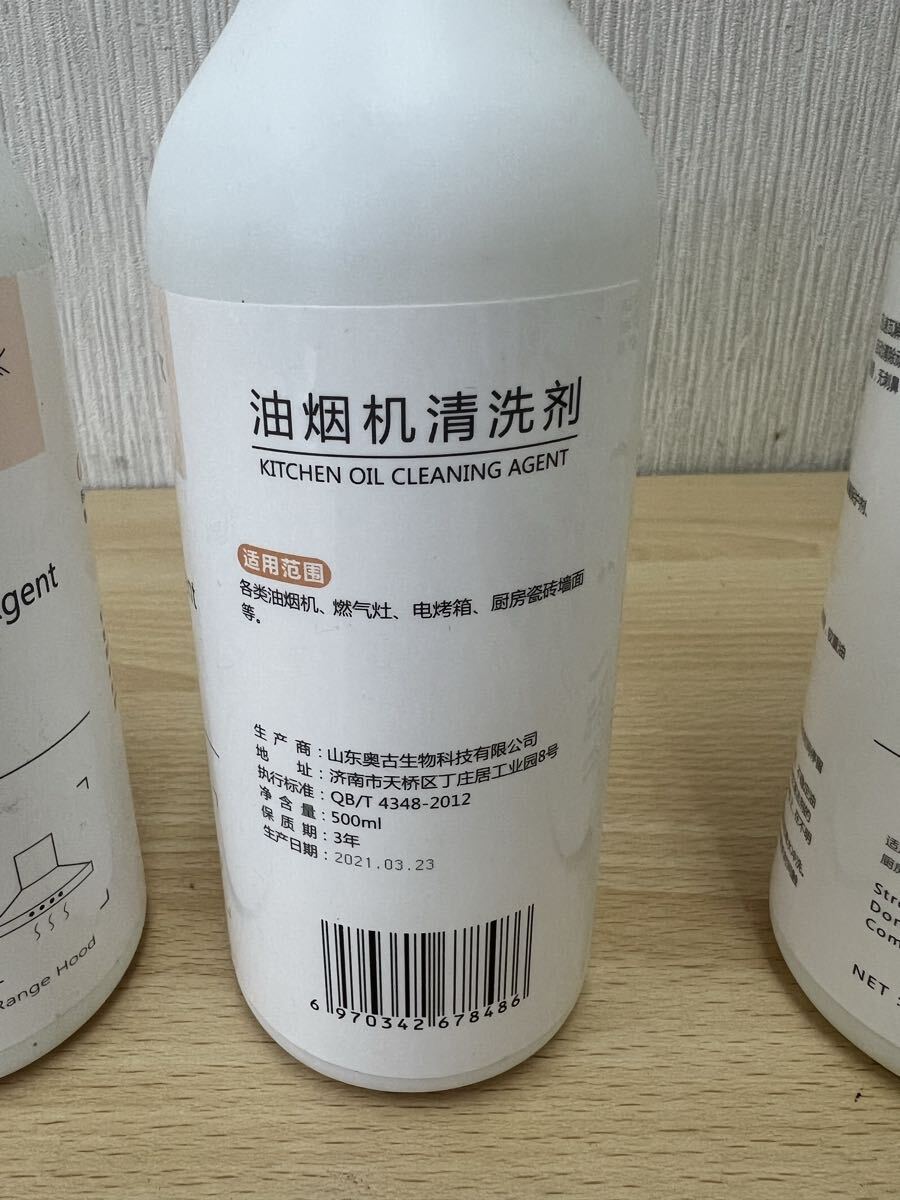 油烟机清洗剂
KITCHEN OIL CLEANING AGENT
适用范围
各类油烟机、燃气灶、电烤箱、厨房瓷砖墙面
等。
生产商：山东奥古生物科技有限公司
地址：济南市天桥区丁庄居工业园8号
执行标准：QB/T 4348-2012
净含量：500ml
保质期：3年
生产日期：2021.03.23
6 970342 678486
Agent
Range Hood
厨房
Com
NET